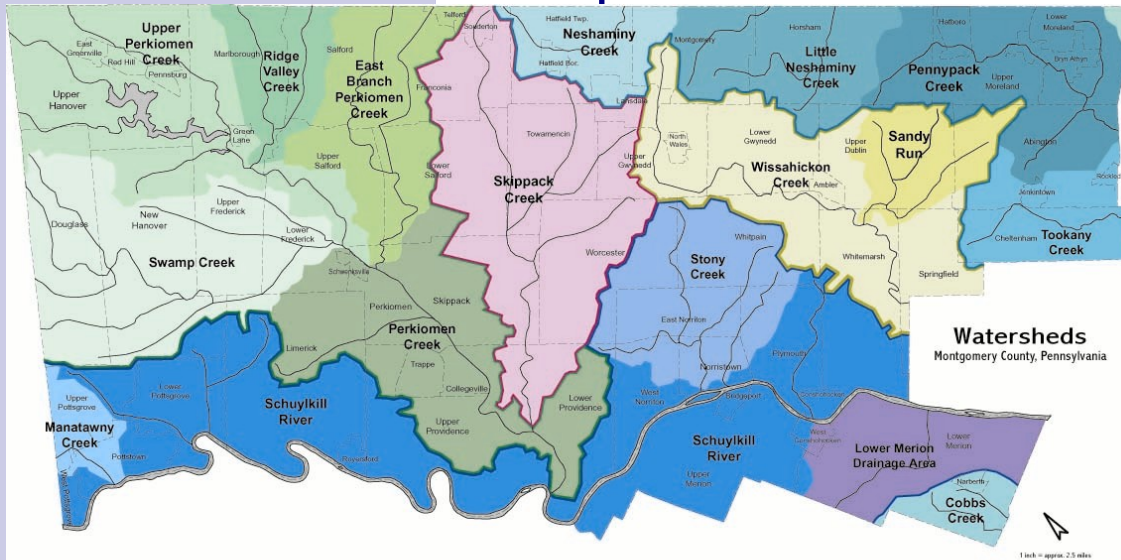 Upper
Perkiomen
Creek
East
Greenville
Red Hill
Pennsburg
Upper
Hanover
Green
Lane
Marlborough
Ridge
Valley
Creek
Salford
East
Branch
Perkiomen
Creek
Upper
Salford
Telford
Souderton
Franconia
Lower
Salford
Towamencin
Skippack
Creek
Hatfield Twp.
Neshaminy
Creek
Hatfield Bor.
Lansdale
Upper
Gwynedd
Montgomery
Horsham
Little
Neshaminy
Creek
Hatboro
Lower
Moreland
Bryn Athyn
Pennypack
Creek
Upper
Moreland
North
Wales
Lower
Gwynedd
Upper
Dublin
Sandy
Run
Abington
Wissahickon
Creek
Ambler
Jenkintown
Cheltenham
Tookany
Creek
Whitemarsh
Springfield
Douglass
New
Hanover
Upper
Frederick
Lower
Frederick
Swamp Creek
Schwenksville
Worcester
Whitpain
Stony
Creek
East Norriton
Norristown
Plymouth
Perkiomen
Skippack
Perkiomen
Creek
Limerick
Trappe
Collegeville
Lower
Providence
Upper
Providence
Watersheds
Montgomery County, Pennsylvania
Upper
Pottsgrove
Lower
Pottsgrove
Manatawny
Creek
Pottstown
West Pottsgrove
Schuylkill
River
Royersford
West
Norriton
Bridgeport
Conshohocken
West
Conshohocken
Schuylkill
River
Upper
Merion
Lower Merion
Drainage Area
Lower
Merion
Narberth
Cobbs
Creek
1 inch = approx. 2.5 miles